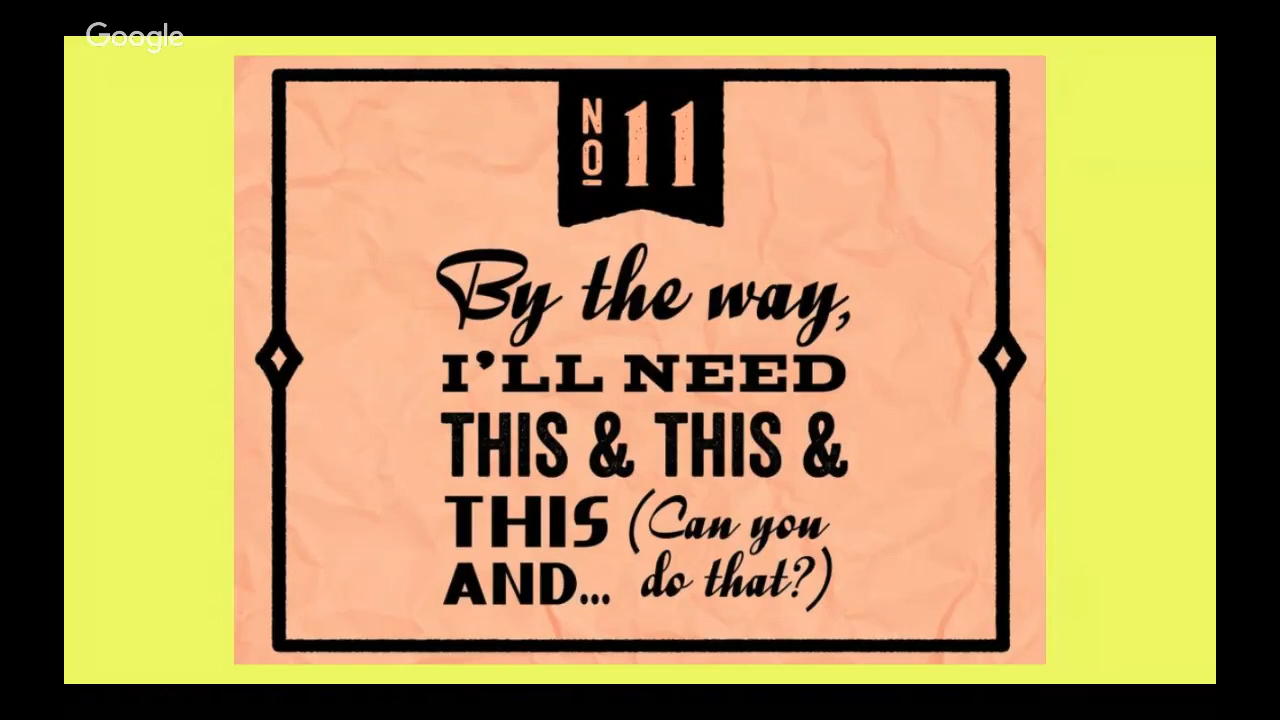 Google
NO 11
By the way,
I'LL NEED
THIS & THIS &
THIS (Can you
AND... do that?)